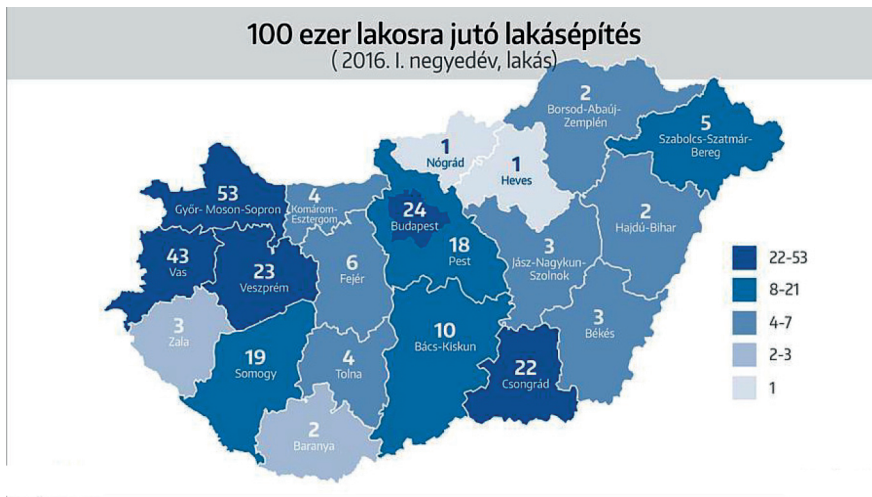 100 ezer lakosra jutó lakásépítés
( 2016. I. negyedév, lakás)
2
Borsod-Abaúj-
Zemplén
5
Szabolcs-Szatmár-
Bereg
1
Nógrád
1
Heves
53
Győr- Moson-Sopron
4
Komárom-
Esztergom
24
Budapest
18
Pest
2
Hajdú-Bihar
3
Jász-Nagykun-
Szolnok
43
Vas
23
Veszprém
6
Fejér
3
Zala
19
Somogy
4
Tolna
10
Bács-Kiskun
22
Csongrád
3
Békés
2
Baranya
22-53
8-21
4-7
2-3
1